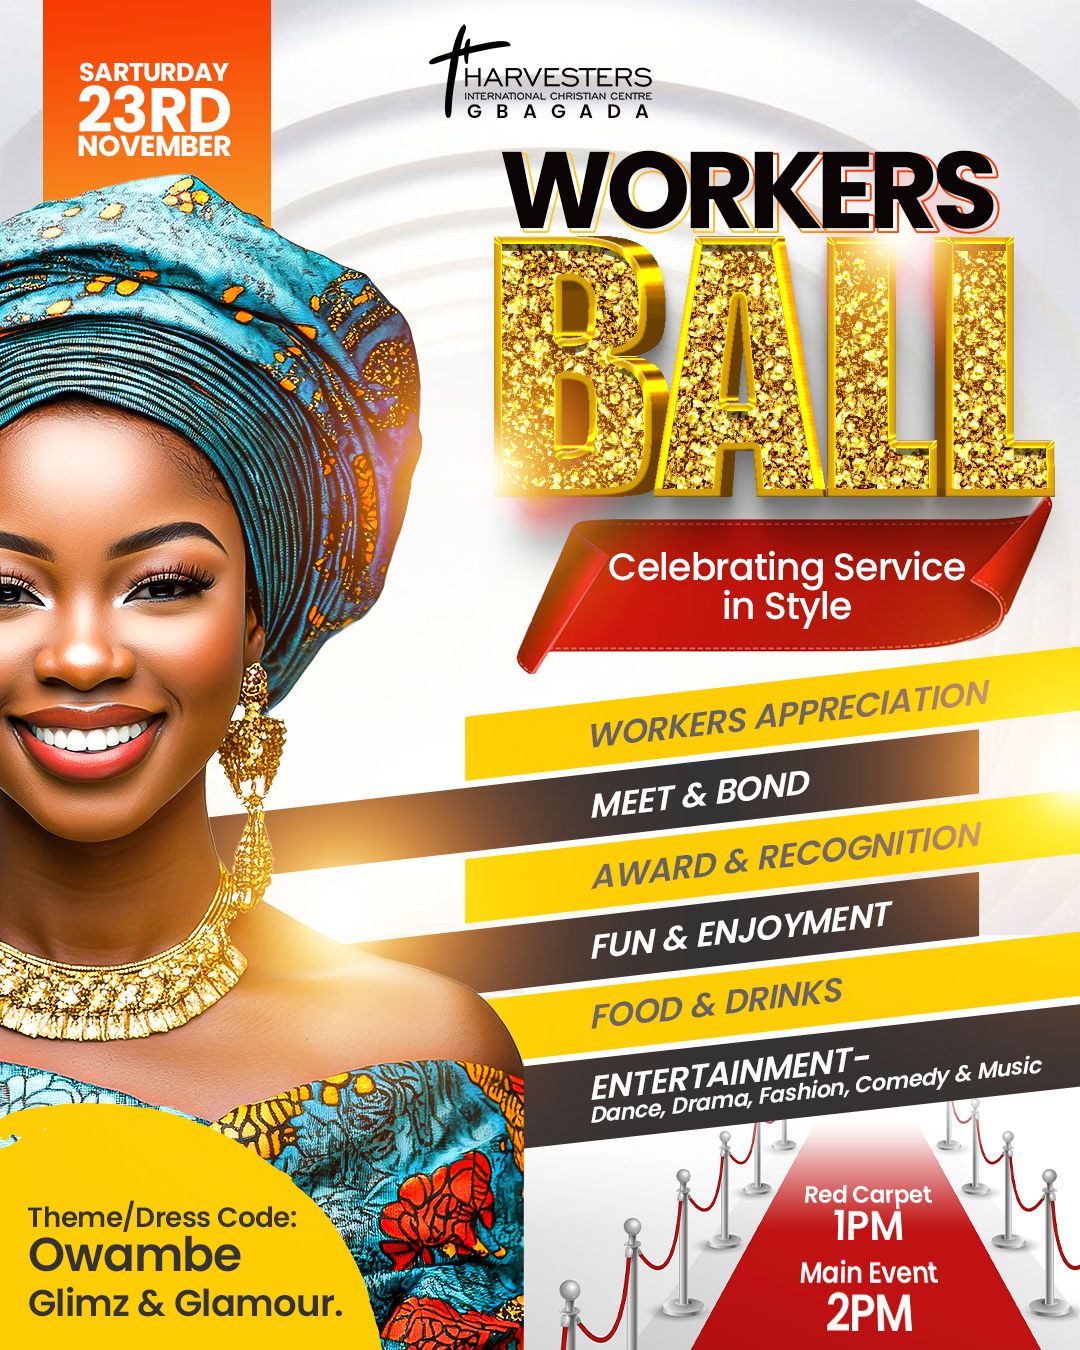 SARTURDAY
23RD
NOVEMBER
HARVESTERS
INTERNATIONAL CHRISTIAN CENTRE
GBAGADA
WORKERS
BALL
Celebrating Service
in Style
WORKERS APPRECIATION
MEET & BOND
AWARD & RECOGNITION
FUN & ENJOYMENT
FOOD & DRINKS
ENTERTAINMENT-
Dance, Drama, Fashion, Comedy & Music
Theme/Dress Code:
Owambe
Glimz & Glamour.
Red Carpet
1PM
Main Event
2PM